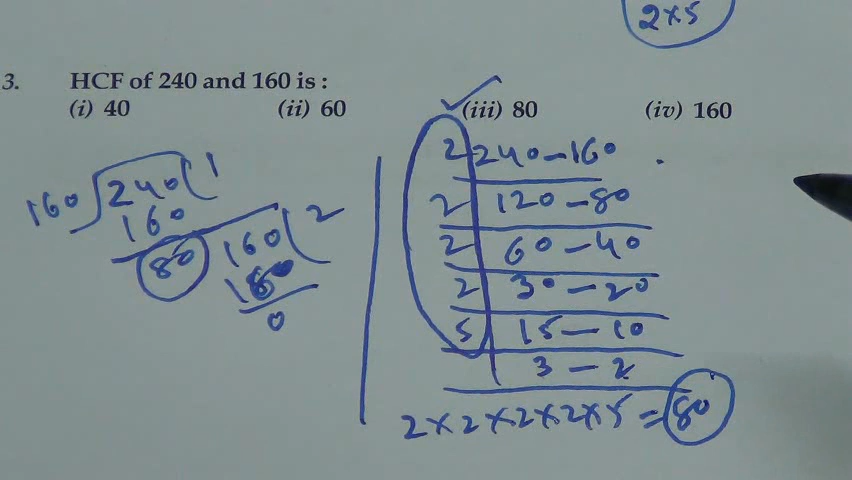 2×5
3. HCF of 240 and 160 is :
(i) 40 (ii) 60 (iii) 80 (iv) 160
160 240 1
160
80 160 2
160
0
2 240-160
2 120-80
2 60-40
2 30-20
5 15-10
3-2
2×2×2×2×5=80